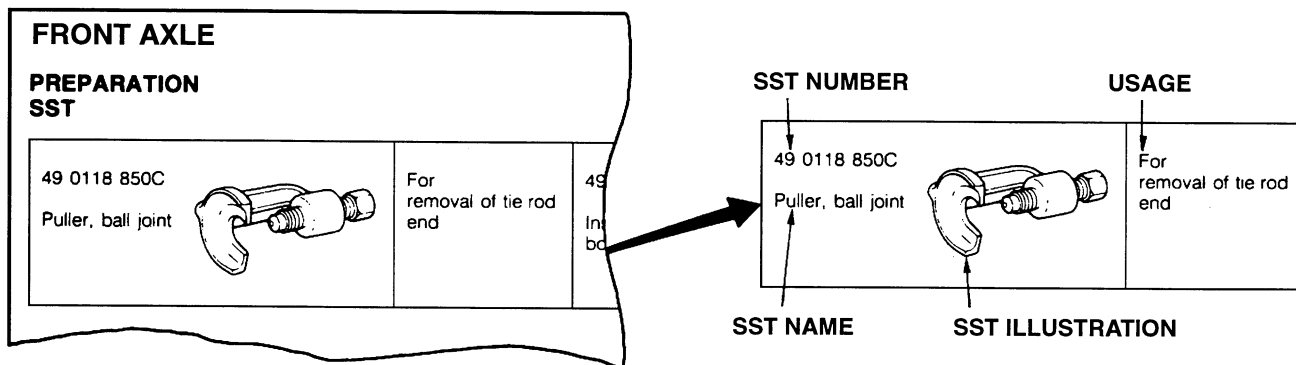 FRONT AXLE
PREPARATION
SST
49 0118 850C
Puller, ball joint
For
removal of tie rod
end
49
SST NUMBER
USAGE
49 0118 850C
Puller, ball joint
For
removal of tie rod
end
SST NAME
SST ILLUSTRATION